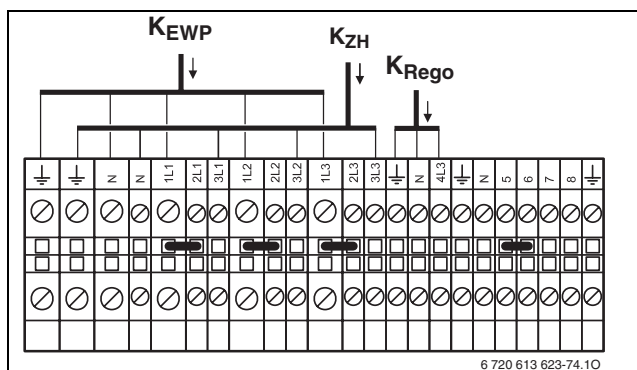 KEWP
KZH
KRego
N N 1L1 2L1 3L1 1L2 2L2 3L2 1L3 2L3 3L3 N 4L3 N 5 6 7 8
6 720 613 623-74.1O